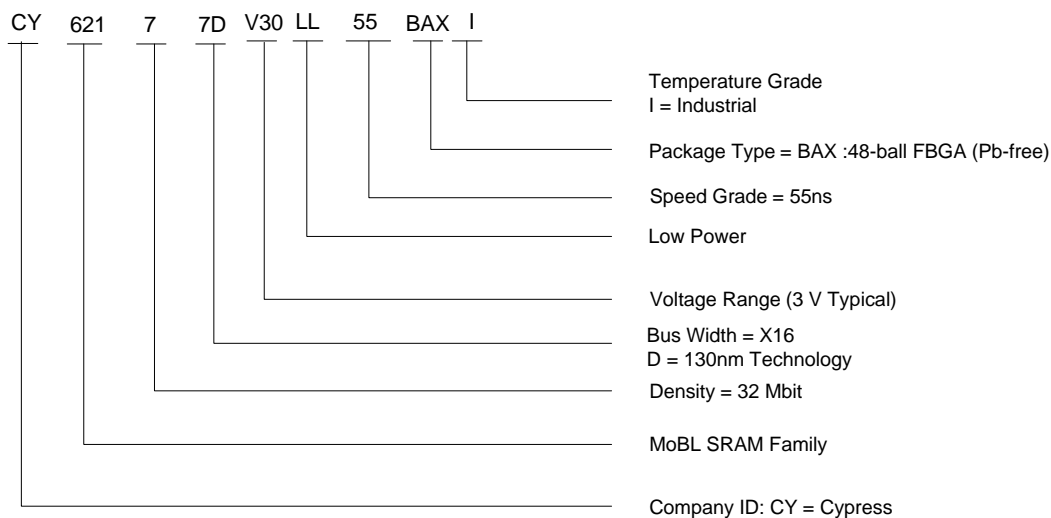 CY 621 7 7D V30 LL 55 BAX I
Temperature Grade
I = Industrial
Package Type = BAX :48-ball FBGA (Pb-free)
Speed Grade = 55ns
Low Power
Voltage Range (3 V Typical)
Bus Width = X16
D = 130nm Technology
Density = 32 Mbit
MoBL SRAM Family
Company ID: CY = Cypress